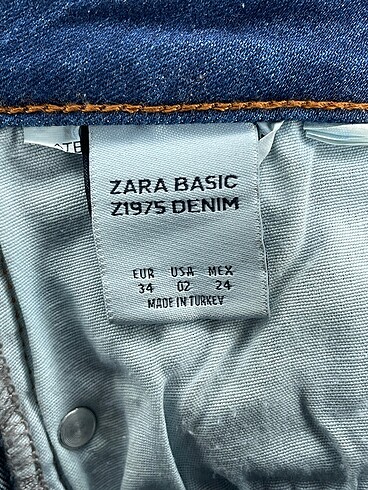 ZARA BASIC
Z1975 DENIM
EUR USA MEX
34 02 24
MADE IN TURKEY